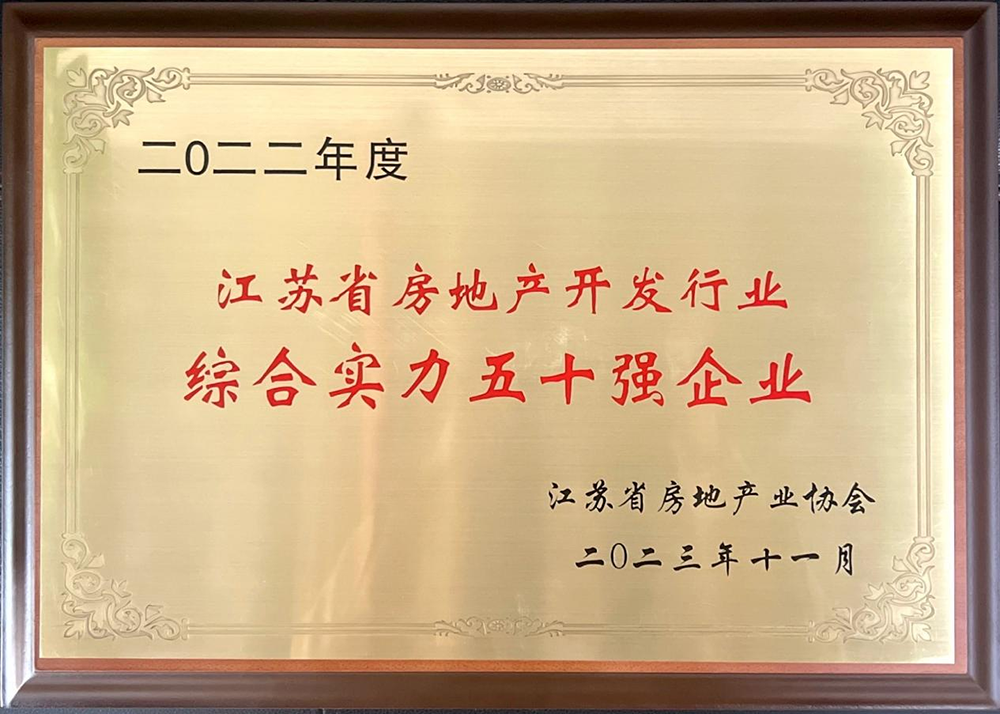 二0二二年度
江苏省房地产开发行业
综合实力五十强企业
江苏省房地产业协会
二〇二三年十一月